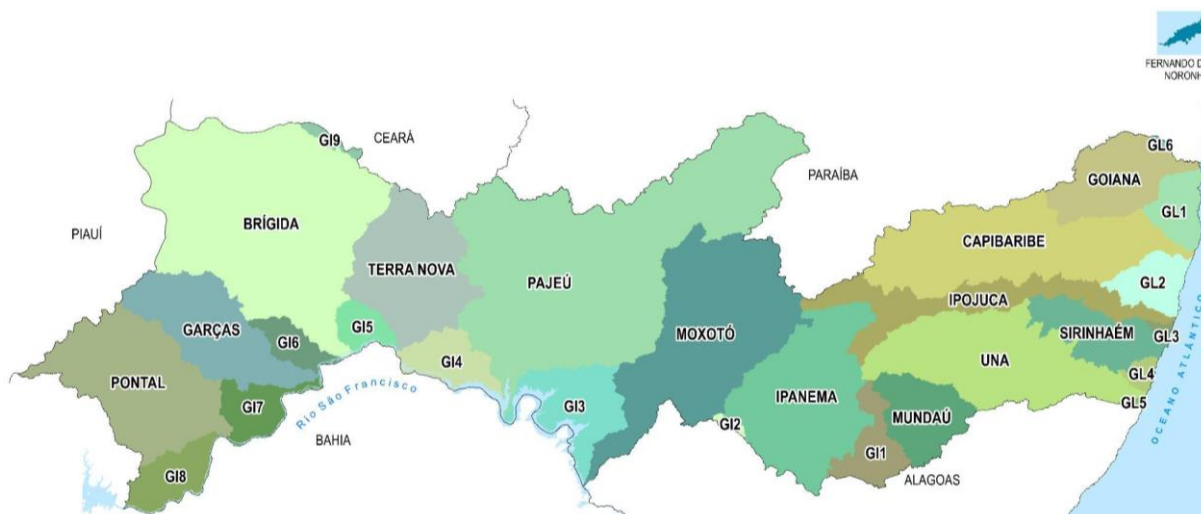 FERNANDO D
NORONH
GI9
CEARÁ
GL6
GOIANA
PARAÍBA
GL1
BRÍGIDA
PIAUÍ
CAPIBARIBE
TERRA NOVA
PAJEÚ
GL2
IPOJUCA
GARÇAS
GI5
MOXOTÓ
SIRINHAÉM
GL3
GI6
UNA
GI4
PONTAL
GL4
IPANEMA
GL5
Rio São Francisco
GI7
GI3
MUNDAÚ
GI2
BAHIA
GI1
OCEANO ATLÂNTICO
GI8
ALAGOAS